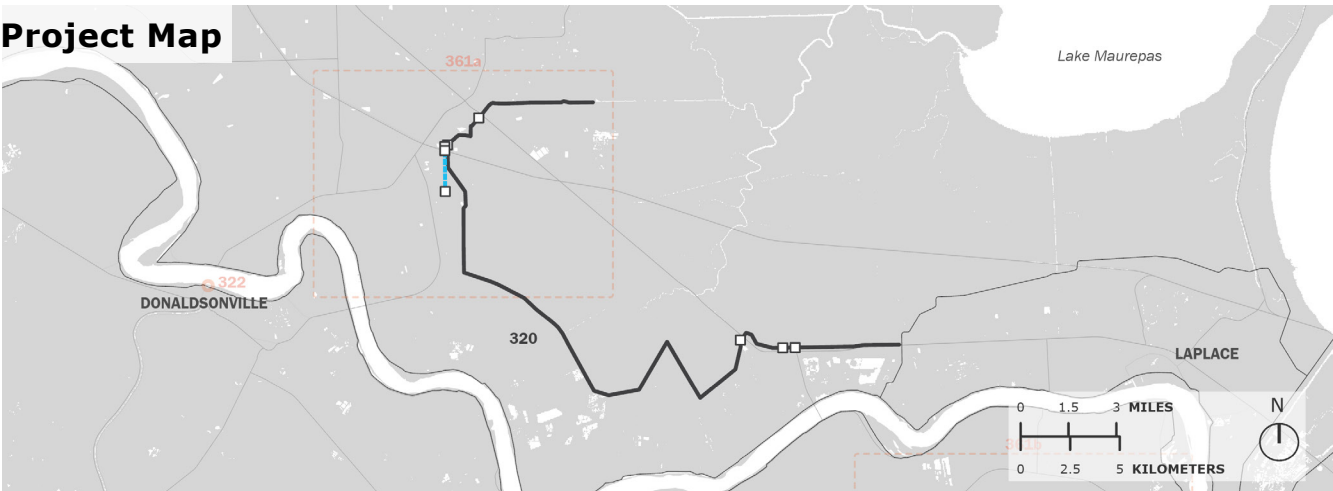 Project Map
Lake Maurepas
361a
322
DONALDSONVILLE
320
LAPLACE
0 1.5 3 MILES
N
361b
0 2.5 5 KILOMETERS